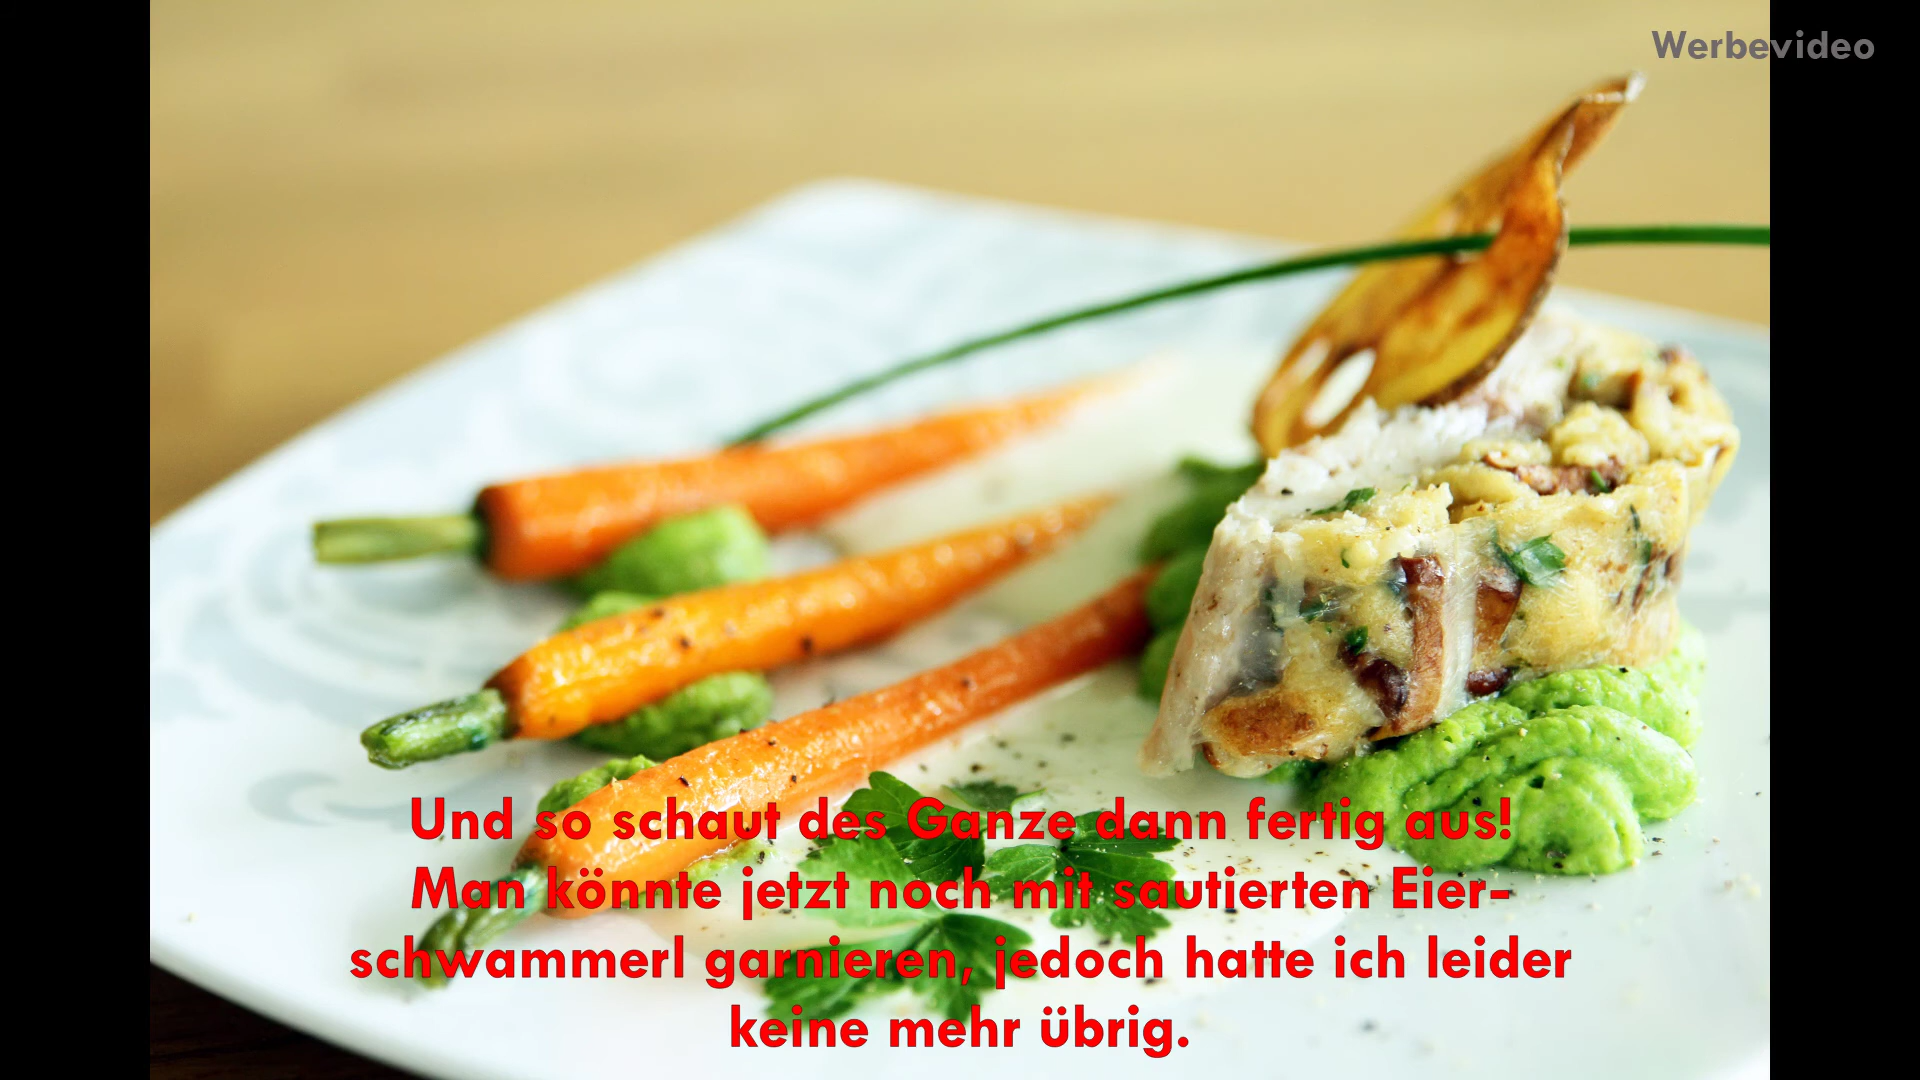 Werbevideo
Und so schaut des Ganze dann fertig aus!
Man könnte jetzt noch mit sautierten Eier-
schwammerl garnieren, jedoch hatte ich leider
keine mehr übrig.